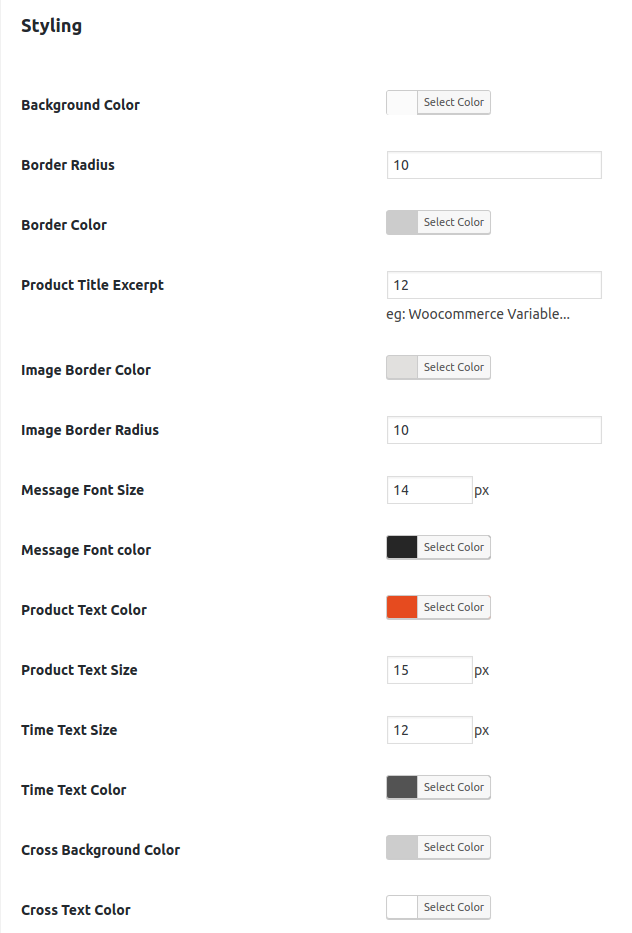 Styling
Background Color Select Color
Border Radius 10
Border Color Select Color
Product Title Excerpt 12
eg: Woocommerce Variable...
Image Border Color Select Color
Image Border Radius 10
Message Font Size 14 px
Message Font color Select Color
Product Text Color Select Color
Product Text Size 15 px
Time Text Size 12 px
Time Text Color Select Color
Cross Background Color Select Color
Cross Text Color Select Color